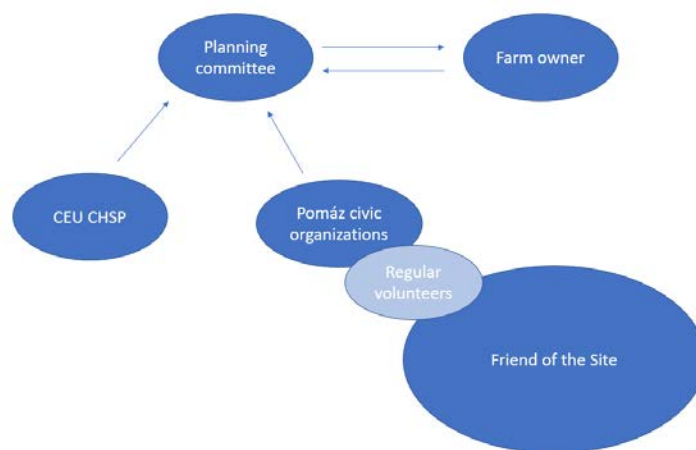 Planning
committee
Farm owner
CEU CHSP
Pomáz civic
organizations
Regular
volunteers
Friend of the Site